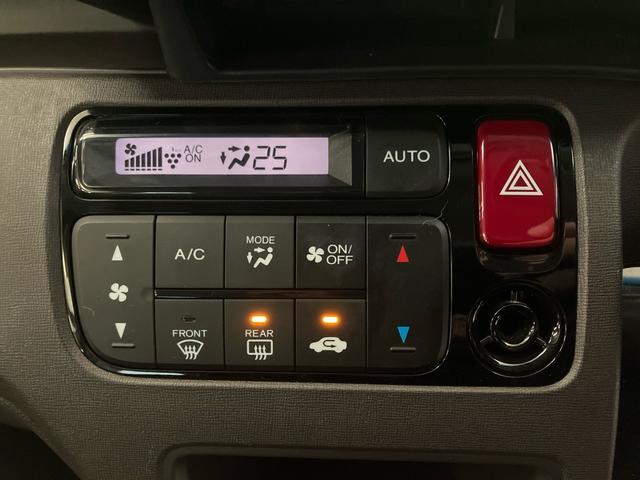 A/C
ON
25
AUTO
A/C
MODE
ON/
OFF
FRONT
REAR